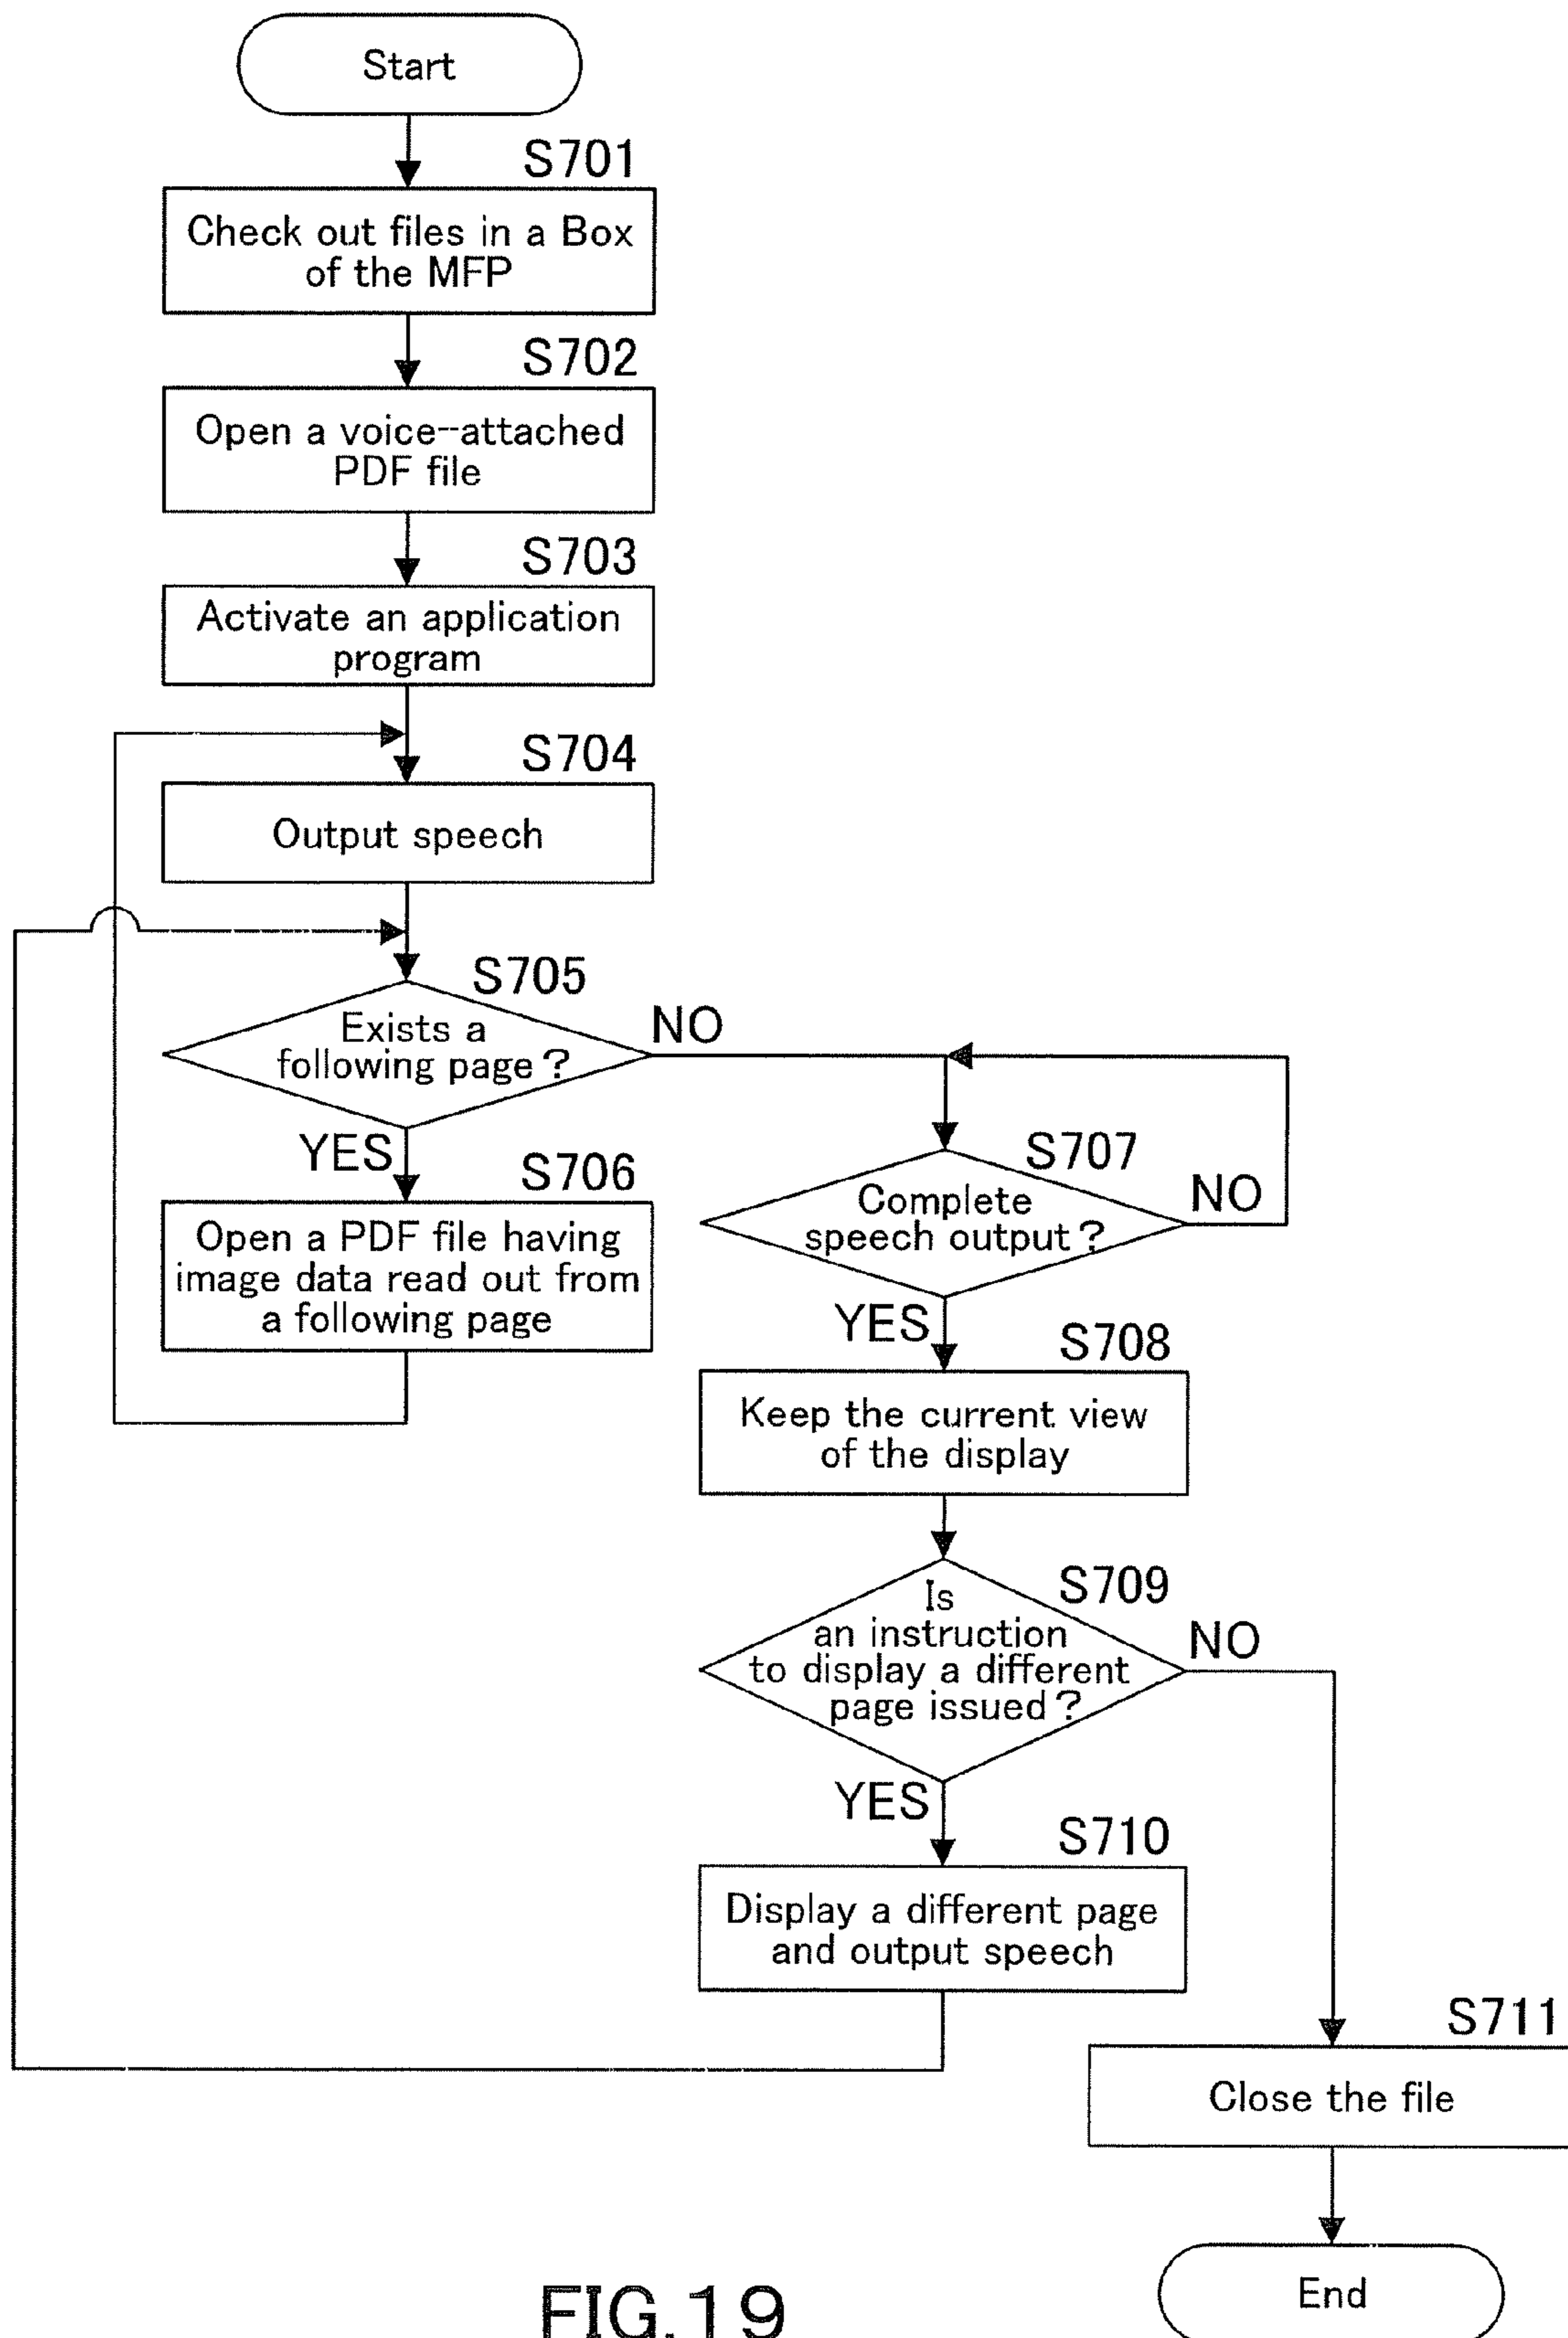 Start
S701
Check out files in a Box
of the MFP
S702
Open a voice--attached
PDF file
S703
Activate an application
program
S704
Output speech
S705
Exists a
following page?
NO
YES
S706
Open a PDF file having
image data read out from
a following page
S707
Complete
speech output?
NO
YES
S708
Keep the current view
of the display
S709
Is
an instruction
to display a different
page issued?
NO
YES
S710
Display a different page
and output speech
S711
Close the file
End
FIG.19